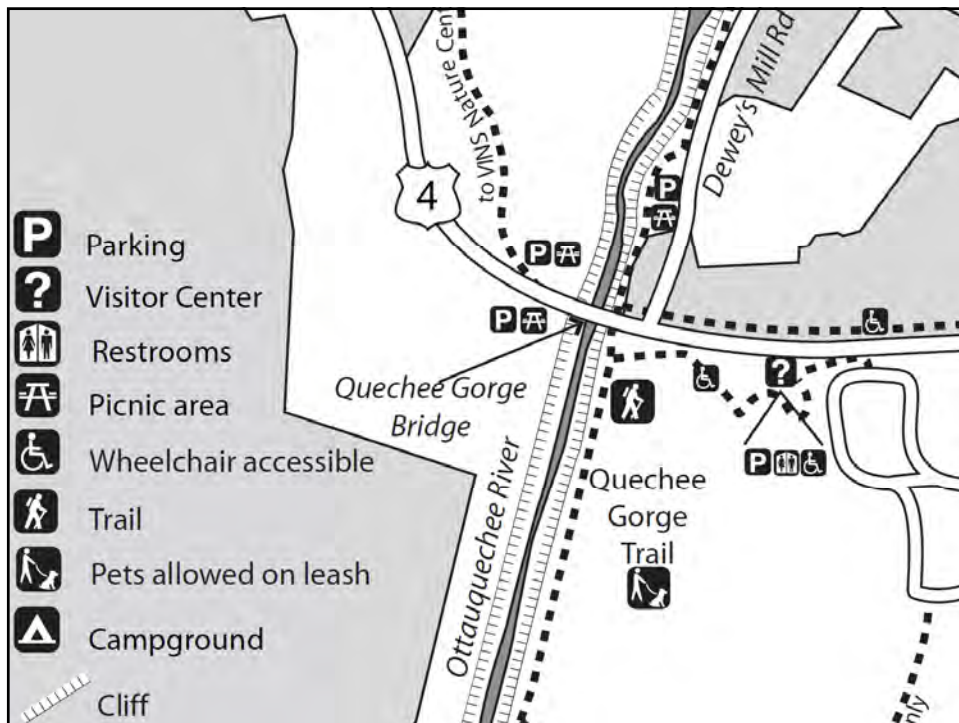 to VINS Nature Cen
Dewey's Mill Rd
4
P
P
P
Quechee Gorge
Bridge
?
P
Ottauquechee River
Quechee
Gorge
Trail
P Parking
? Visitor Center
Restrooms
Picnic area
Wheelchair accessible
Trail
Pets allowed on leash
Campground
Cliff